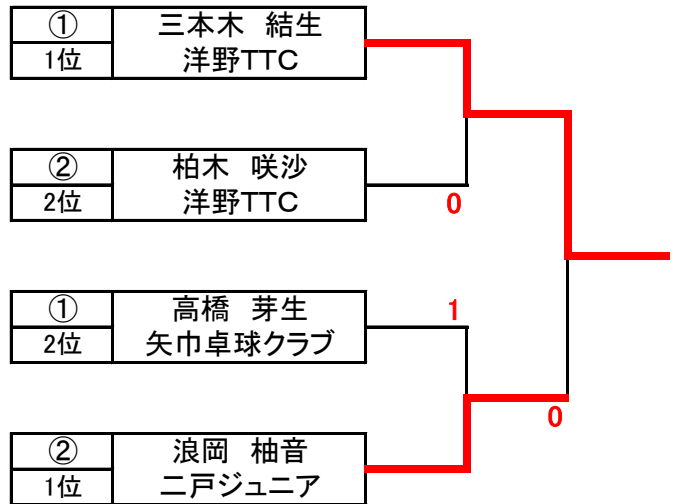 ① 三本木 結生
1位 洋野TTC
② 柏木 咲沙
2位 洋野TTC
0
① 高橋 芽生
2位 矢巾卓球クラブ
1
0
② 浪岡 柚音
1位 二戸ジュニア